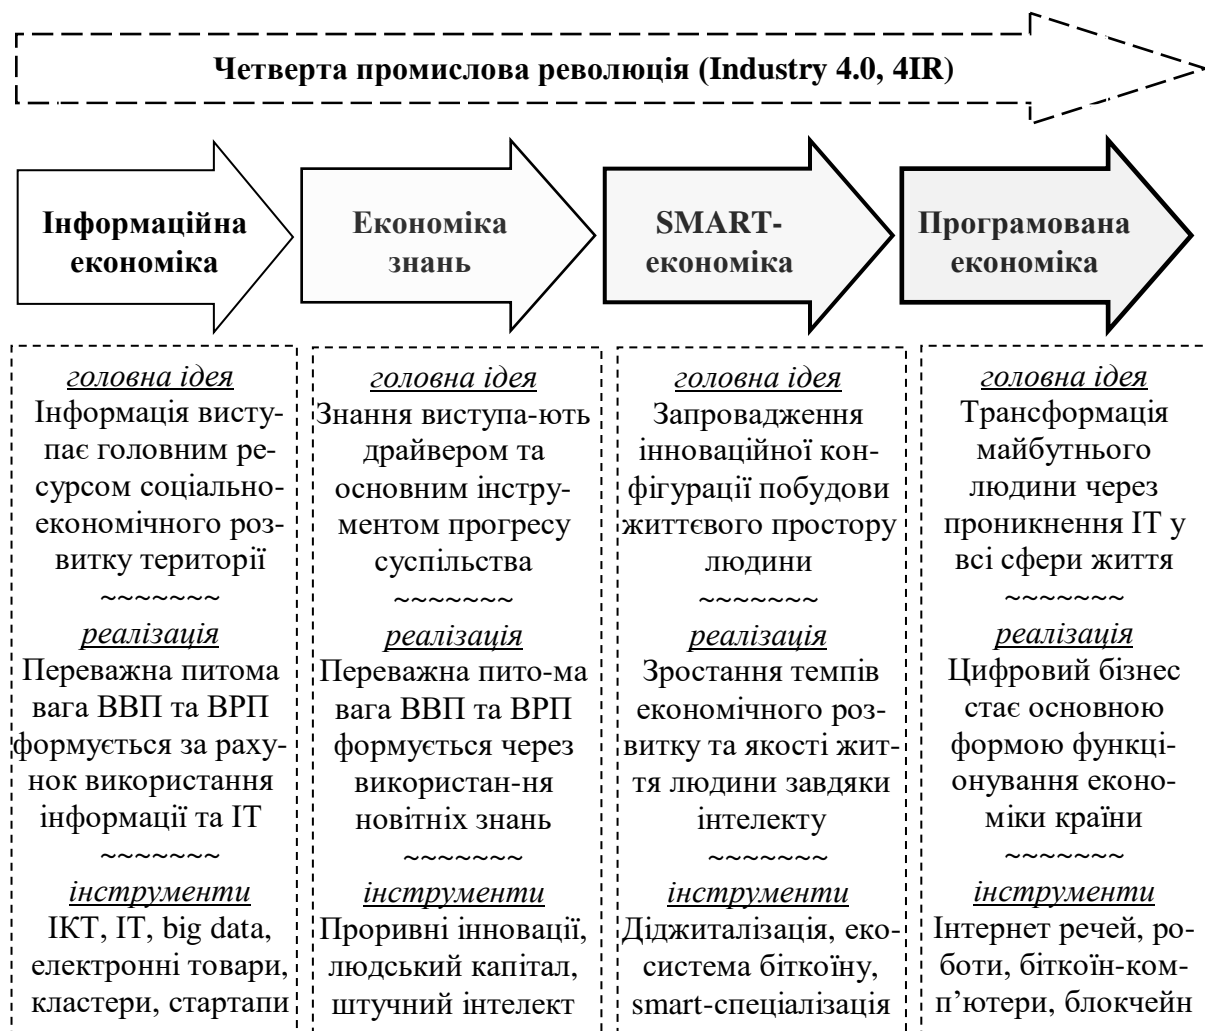 Четверта промислова революція (Industry 4.0, 4IR)
Інформаційна
економіка
Економіка
знань
SMART-
економіка
Програмована
економіка
головна ідея
Інформація висту-
пає головним ре-
сурсом соціально-
економічного роз-
витку території
~~~~~~~
реалізація
Переважна питома
вага ВВП та ВРП
формується за раху-
нок використання
інформації та ІТ
~~~~~~~
інструменти
ІКТ, ІТ, big data,
електронні товари,
кластери, стартапи
головна ідея
Знання виступа-ють
драйвером та
основним інстру-
ментом прогресу
суспільства
~~~~~~~
реалізація
Переважна пито-ма
вага ВВП та ВРП
формується через
використан-ня
новітніх знань
~~~~~~~
інструменти
Проривні інновації,
людський капітал,
штучний інтелект
головна ідея
Запровадження
інноваційної кон-
фігурації побудови
життєвого простору
людини
~~~~~~~
реалізація
Зростання темпів
економічного роз-
витку та якості жит-
тя людини завдяки
інтелекту
~~~~~~~
інструменти
Діджиталізація, еко-
система біткоїну,
smart-спеціалізація
головна ідея
Трансформація
майбутнього
людини через
проникнення ІТ у
всі сфери життя
~~~~~~~
реалізація
Цифровий бізнес
стає основною
формою функці-
онування еконо-
міки країни
~~~~~~~
інструменти
Інтернет речей, ро-
боти, біткоїн-ком-
п’ютери, блокчейн